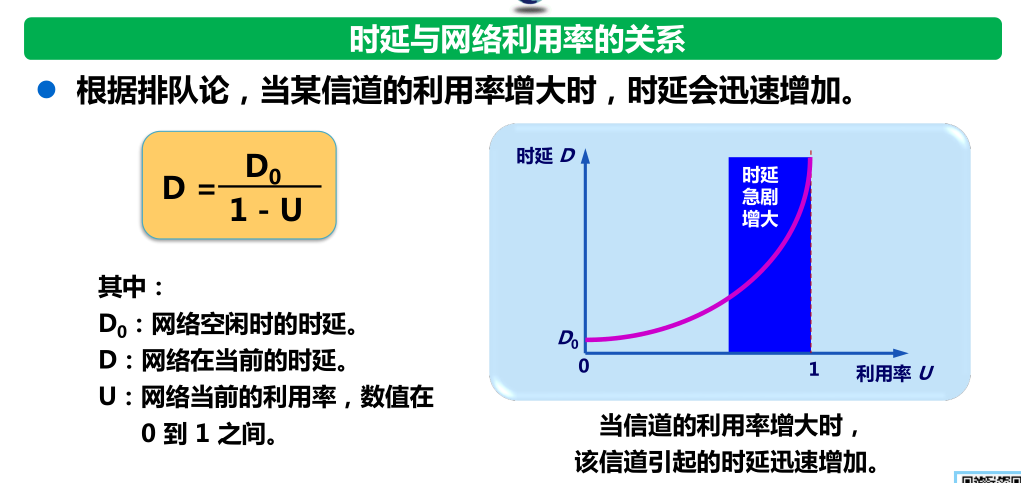 时延与网络利用率的关系
根据排队论，当某信道的利用率增大时，时延会迅速增加。
D = D₀
1 - U
其中：
D₀：网络空闲时的时延。
D：网络在当前的时延。
U：网络当前的利用率，数值在
0 到 1 之间。
时延 D
时延
急剧
增大
D₀
0
1
利用率 U
当信道的利用率增大时，
该信道引起的时延迅速增加。